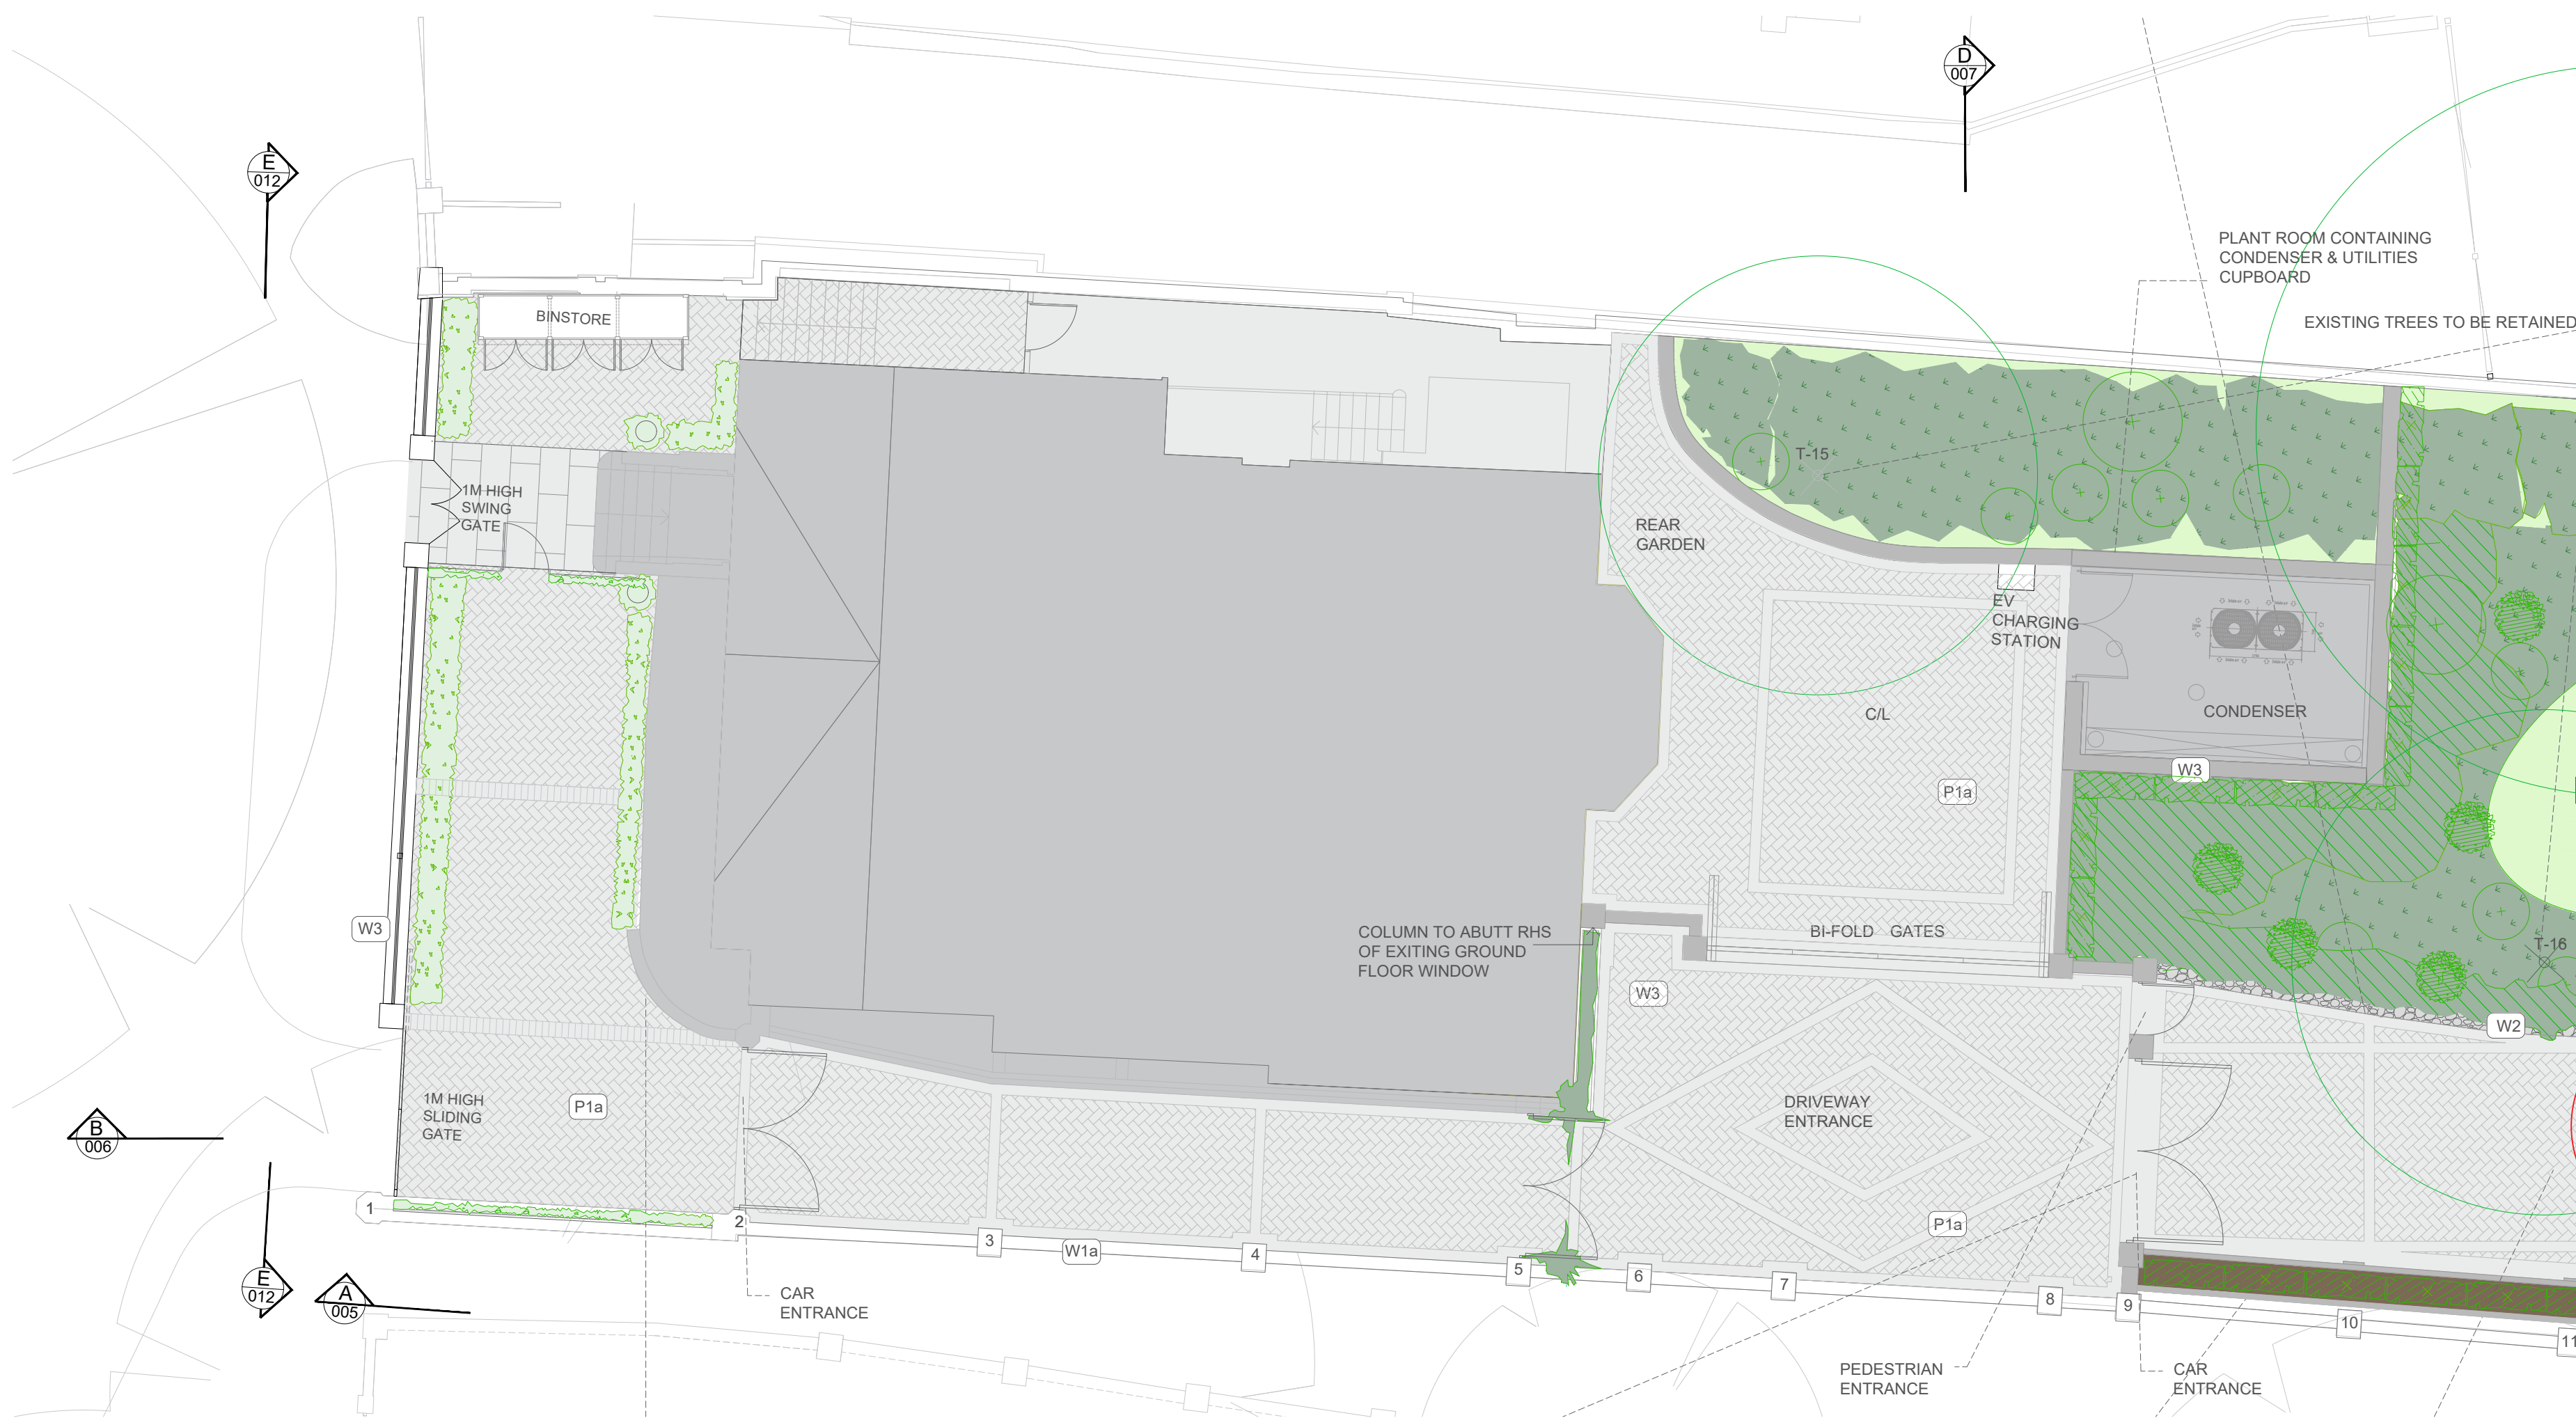 D
007
E
012
PLANT ROOM CONTAINING
CONDENSER & UTILITIES
CUPBOARD
BINSTORE
EXISTING TREES TO BE RETAINED
T-15
1M HIGH
SWING
GATE
REAR
GARDEN
EV
CHARGING
STATION
C/L
CONDENSER
W3
P1a
W3
COLUMN TO ABUTT RHS
OF EXITING GROUND
FLOOR WINDOW
BI-FOLD GATES
T-16
W3
W2
1M HIGH
SLIDING
GATE
P1a
DRIVEWAY
ENTRANCE
B
006
1
2
3
W1a
4
5
6
7
8
9
10
11
P1a
E
012
A
005
CAR
ENTRANCE
PEDESTRIAN
ENTRANCE
CAR
ENTRANCE